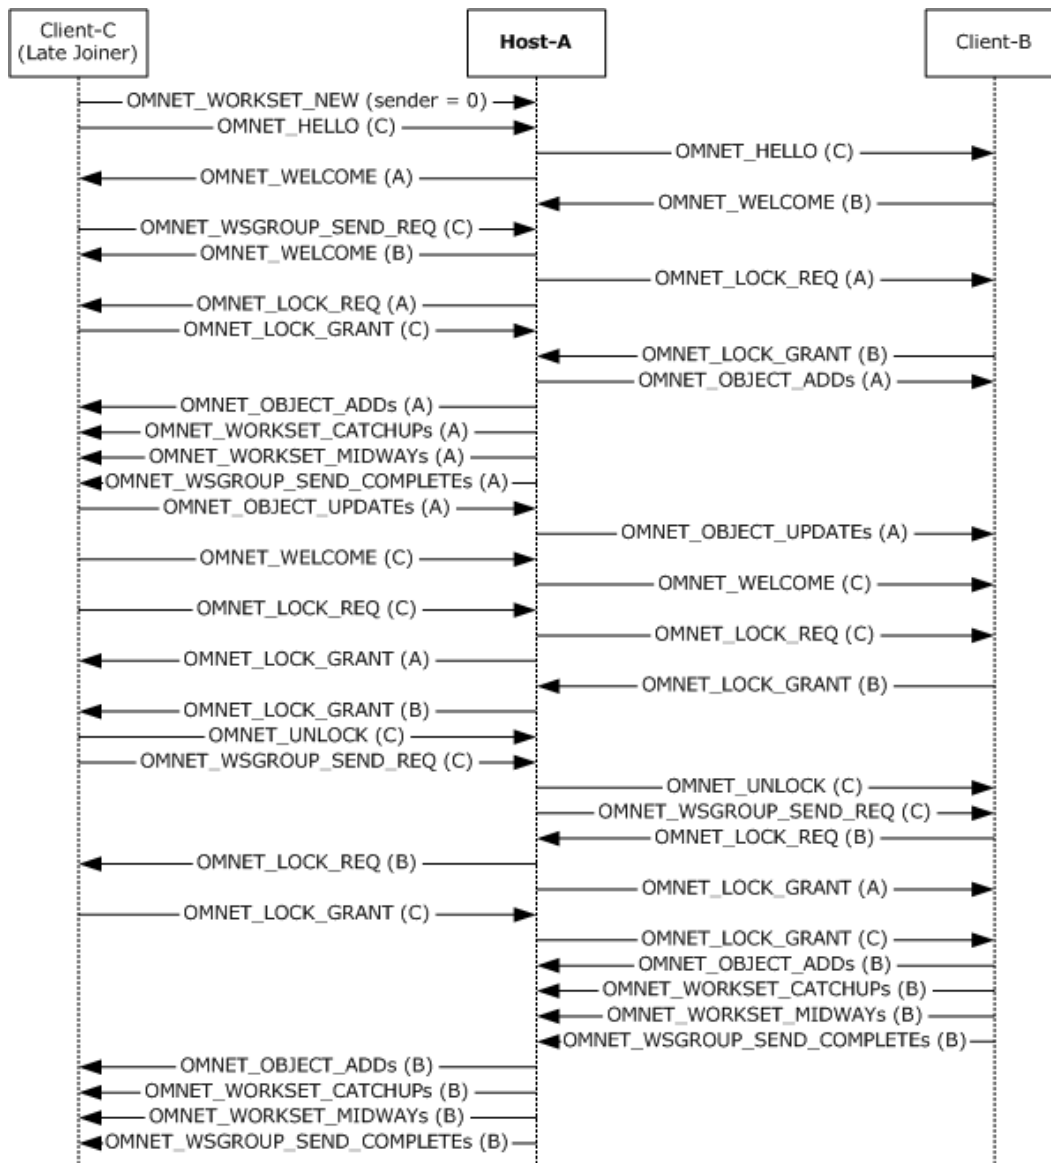 Client-C
(Late Joiner)
Host-A
Client-B
OMNET_WORKSET_NEW (sender = 0)
OMNET_HELLO (C)
OMNET_HELLO (C)
OMNET_WELCOME (A)
OMNET_WELCOME (B)
OMNET_WSGROUP_SEND_REQ (C)
OMNET_WELCOME (B)
OMNET_LOCK_REQ (A)
OMNET_LOCK_REQ (A)
OMNET_LOCK_GRANT (C)
OMNET_LOCK_GRANT (B)
OMNET_OBJECT_ADDs (A)
OMNET_OBJECT_ADDs (A)
OMNET_WORKSET_CATCHUPs (A)
OMNET_WORKSET_MIDWAYs (A)
OMNET_WSGROUP_SEND_COMPLETEs (A)
OMNET_OBJECT_UPDATEs (A)
OMNET_OBJECT_UPDATEs (A)
OMNET_WELCOME (C)
OMNET_WELCOME (C)
OMNET_LOCK_REQ (C)
OMNET_LOCK_REQ (C)
OMNET_LOCK_GRANT (A)
OMNET_LOCK_GRANT (B)
OMNET_LOCK_GRANT (B)
OMNET_UNLOCK (C)
OMNET_WSGROUP_SEND_REQ (C)
OMNET_UNLOCK (C)
OMNET_WSGROUP_SEND_REQ (C)
OMNET_LOCK_REQ (B)
OMNET_LOCK_REQ (B)
OMNET_LOCK_GRANT (A)
OMNET_LOCK_GRANT (C)
OMNET_LOCK_GRANT (C)
OMNET_OBJECT_ADDs (B)
OMNET_WORKSET_CATCHUPs (B)
OMNET_WORKSET_MIDWAYs (B)
OMNET_WSGROUP_SEND_COMPLETEs (B)
OMNET_OBJECT_ADDs (B)
OMNET_WORKSET_CATCHUPs (B)
OMNET_WORKSET_MIDWAYs (B)
OMNET_WSGROUP_SEND_COMPLETEs (B)